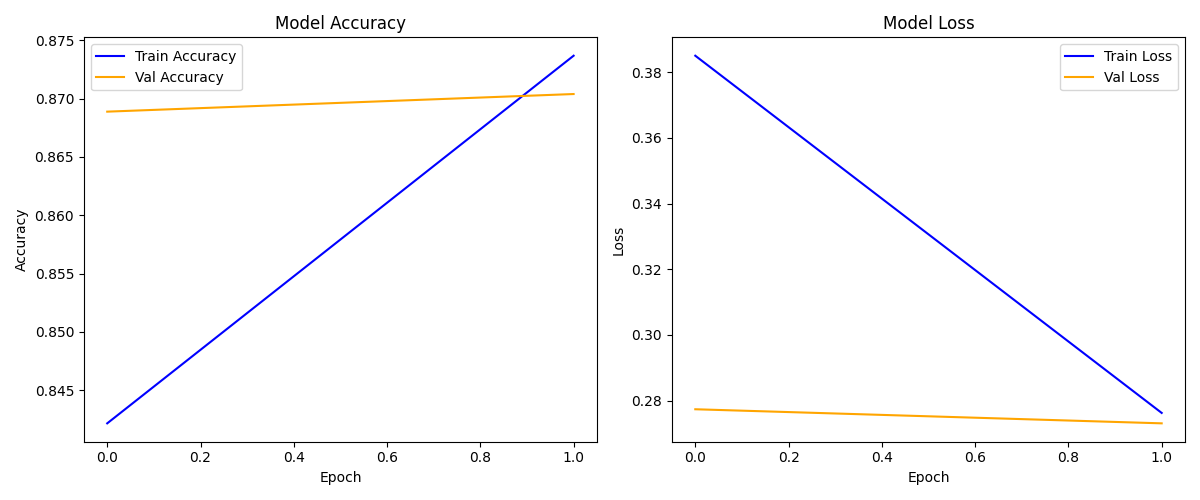 Model Accuracy
0.875
0.870
0.865
0.860
0.855
0.850
0.845
Accuracy
Train Accuracy
Val Accuracy
0.0 0.2 0.4 0.6 0.8 1.0
Epoch
Model Loss
0.38
0.36
0.34
0.32
0.30
0.28
Loss
Train Loss
Val Loss
0.0 0.2 0.4 0.6 0.8 1.0
Epoch